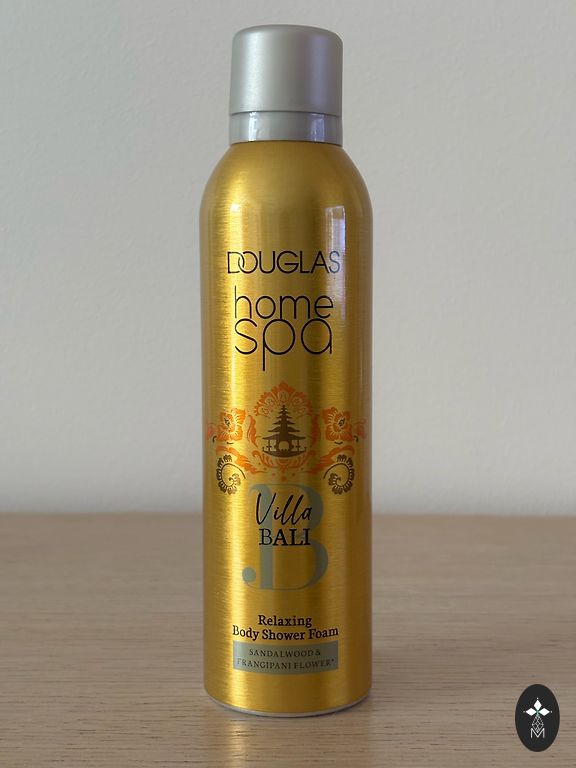 DOUGLAS
home
spa
B
Villa
BALI
Relaxing
Body Shower Foam
SANDALWOOD &
FRANGIPANI FLOWER*
M